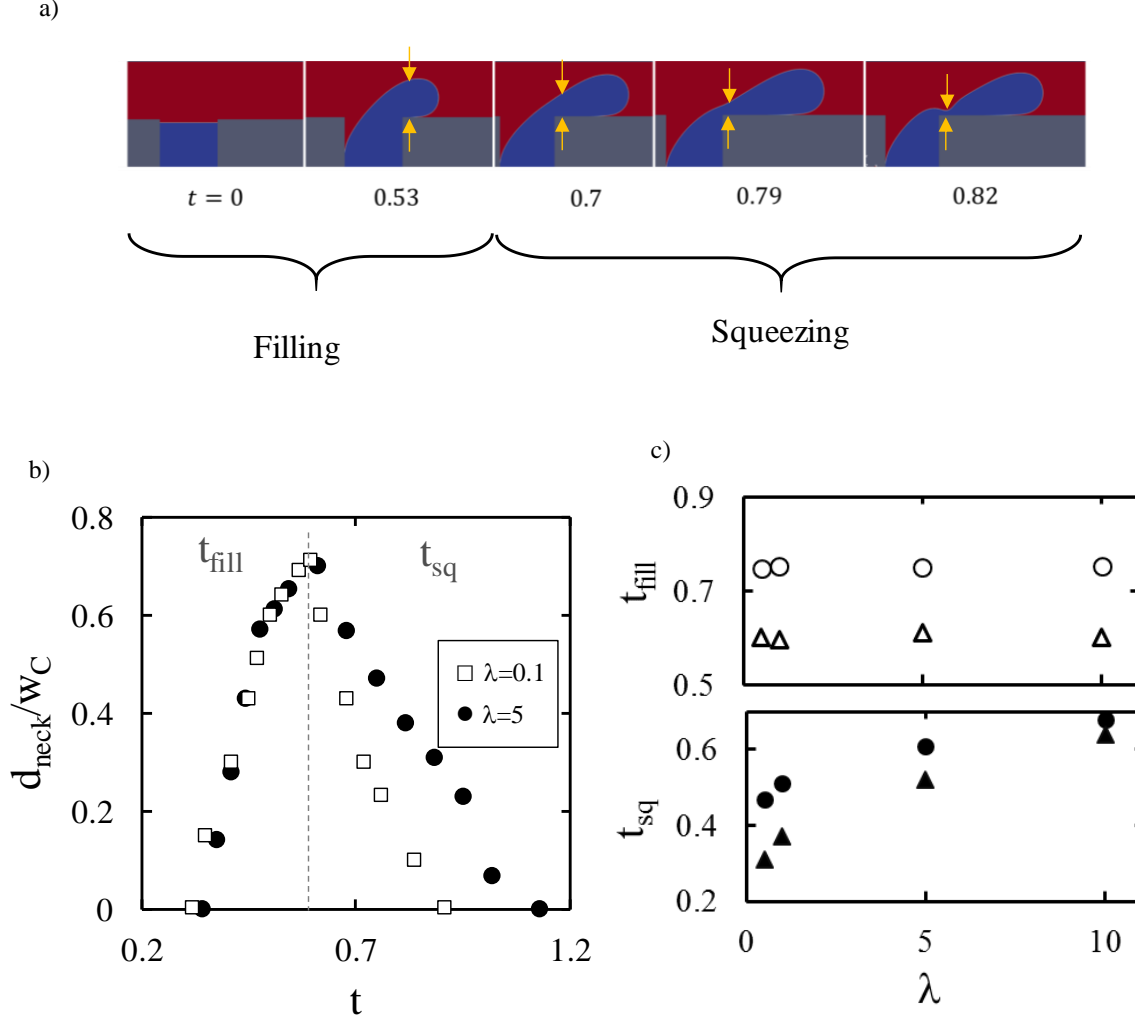 a)
t = 0 0.53 0.7 0.79 0.82
Filling Squeezing
b)
d_neck/w_C
0.8
0.6
0.4
0.2
0
t_fill t_sq
λ=0.1
λ=5
0.2 0.7 1.2
t
c)
t_fill
0.9
0.7
0.5
t_sq
0.6
0.4
0.2
0 5 10
λ